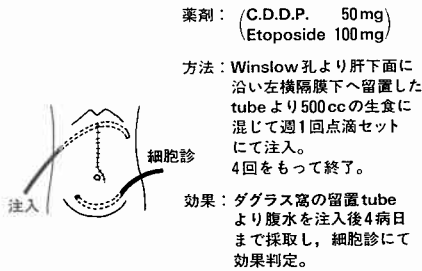 薬剤：(C.D.D.P. 50mg
Etoposide 100mg)
方法：Winslow孔より肝下面に
沿い左横隔膜下へ留置した
tubeより500ccの生食に
混じて週1回点滴セット
にて注入。
4回をもって終了。
効果：ダグラス窩の留置tube
より腹水を注入後4病日
まで採取し，細胞診にて
効果判定。
細胞診
注入